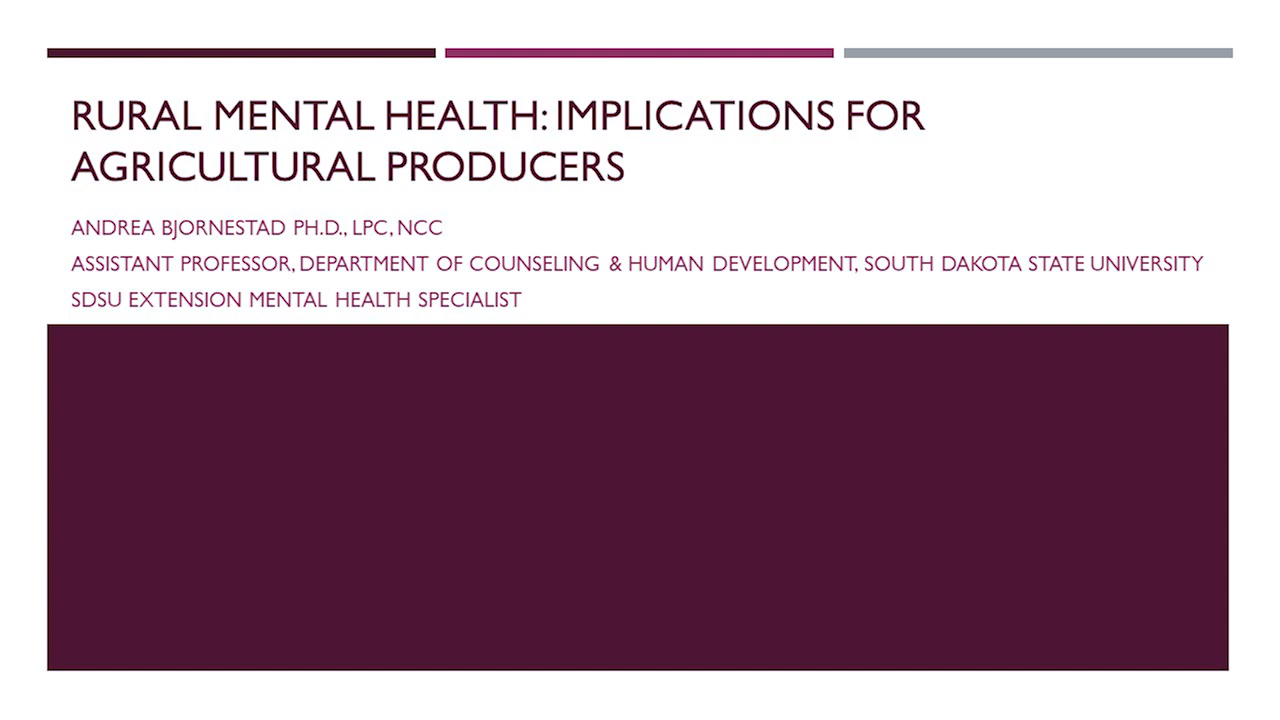 RURAL MENTAL HEALTH: IMPLICATIONS FOR
AGRICULTURAL PRODUCERS
ANDREA BJORNESTAD PH.D., LPC, NCC
ASSISTANT PROFESSOR, DEPARTMENT OF COUNSELING & HUMAN DEVELOPMENT, SOUTH DAKOTA STATE UNIVERSITY
SDSU EXTENSION MENTAL HEALTH SPECIALIST